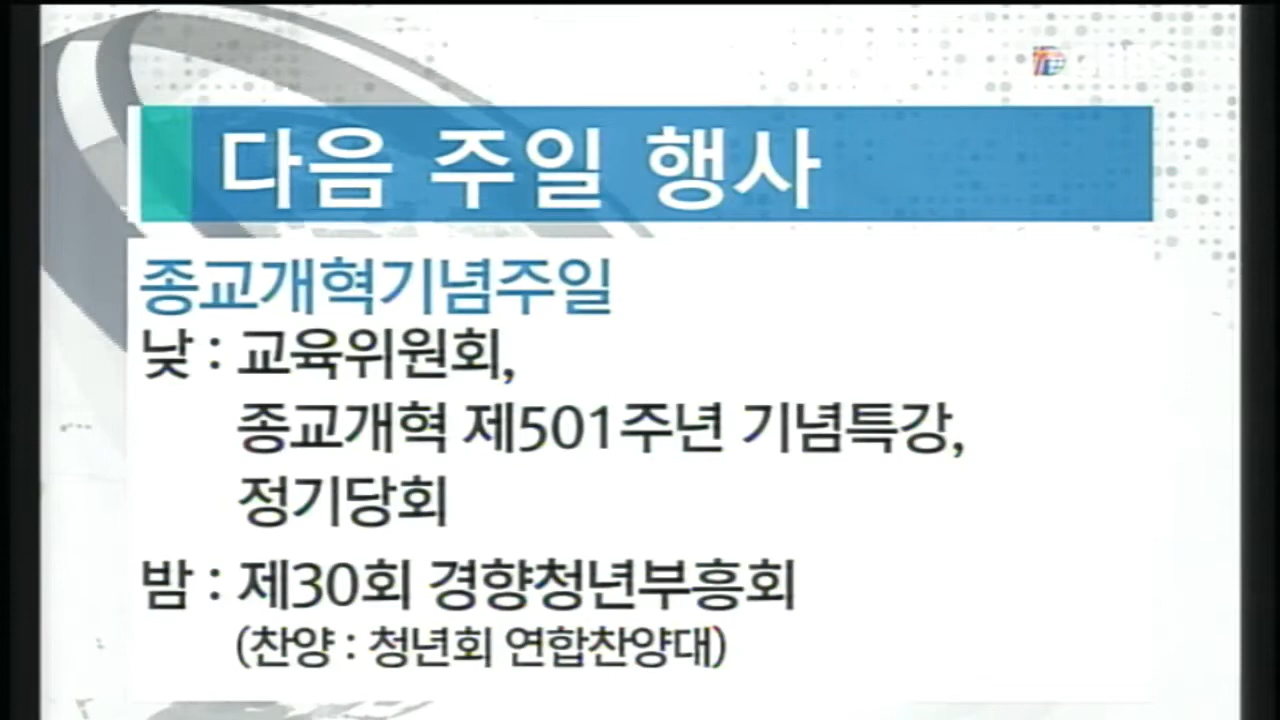 다음 주일 행사
종교개혁기념주일
낮 : 교육위원회,
종교개혁 제501주년 기념특강,
정기당회
밤 : 제30회 경향청년부흥회
(찬양 : 청년회 연합찬양대)